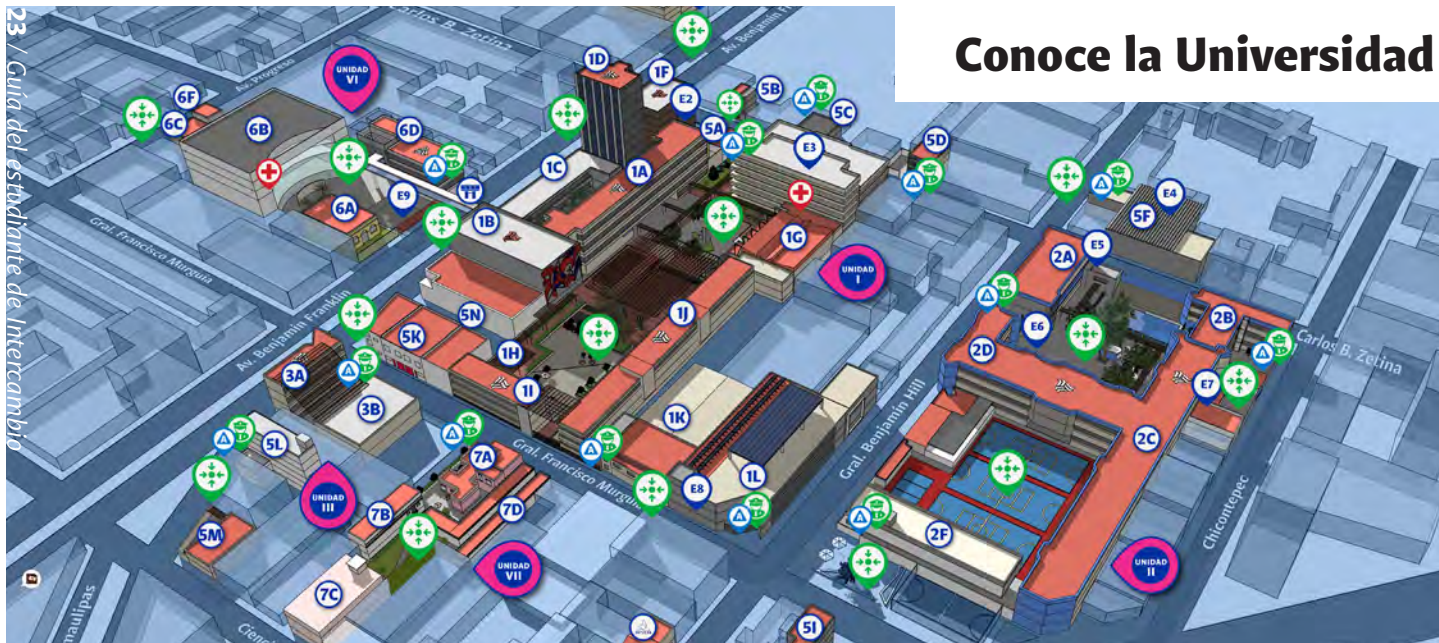 Conoce la Universidad
23 / Guía del estudiante de Intercambio
Carlos B. Zetina
Av. Benjamin
Av. Progreso
UNIDAD
VI
1D
1F
E2
5B
5C
6F
6C
6B
6D
5A
E3
5D
1C
1A
E9
6A
1B
1G
UNIDAD
I
E4
5F
E5
2A
Gral. Francisco Murguía
Av. Benjamin Franklin
5N
5K
1H
1J
1I
E6
2B
2D
Carlos B. Zetina
E7
3A
3B
1K
Gral. Benjamín Hill
2C
5L
7A
Gral. Francisco Murguía
1L
E8
UNIDAD
III
7B
7D
5M
2F
Chicontepec
UNIDAD
VII
UNIDAD
II
7C
maulipas
Cienc
5I